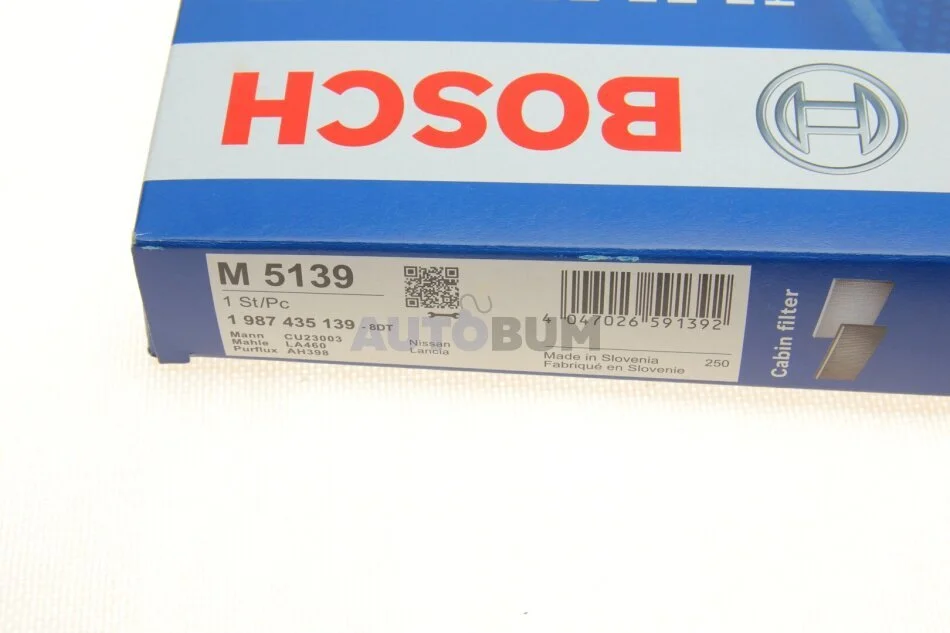 BOSCH
M 5139
1 St/Pc
1 987 435 139 - 8DT
Mann CU23003
Mahle LA460
Purflux AH398
Nissan
Lancia
4 047026 591392
Made in Slovenia
Fabriqué en Slovenie
250
Cabin filter
AUTOBUM